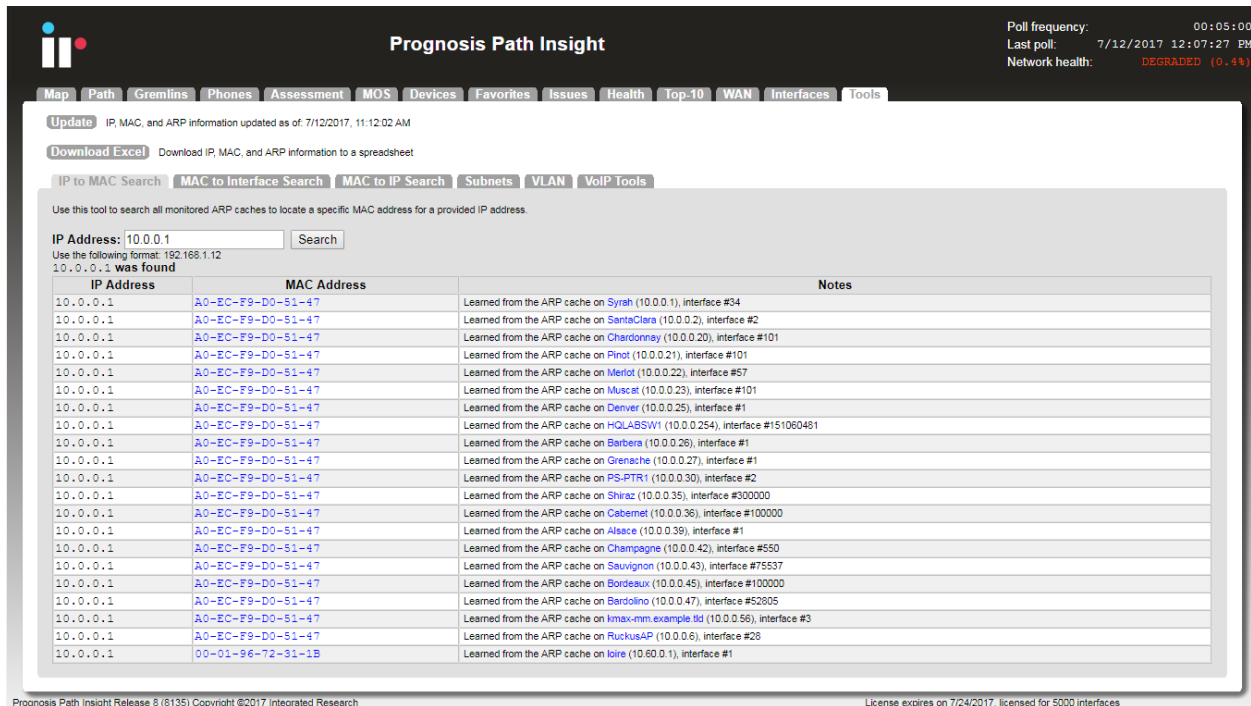 ir
Prognosis Path Insight
Poll frequency: 00:05:00
Last poll: 7/12/2017 12:07:27 PM
Network health: DEGRADED (0.4%)
Map Path Gremlins Phones Assessment MOS Devices Favorites Issues Health Top-10 WAN Interfaces Tools
Update IP, MAC, and ARP information updated as of: 7/12/2017, 11:12:02 AM
Download Excel Download IP, MAC, and ARP information to a spreadsheet
IP to MAC Search MAC to Interface Search MAC to IP Search Subnets VLAN VoIP Tools
Use this tool to search all monitored ARP caches to locate a specific MAC address for a provided IP address.
IP Address: 10.0.0.1 Search
Use the following format: 192.168.1.12
10.0.0.1 was found
IP Address MAC Address Notes
10.0.0.1 A0-EC-F9-D0-51-47 Learned from the ARP cache on Syrah (10.0.0.1), interface #34
10.0.0.1 A0-EC-F9-D0-51-47 Learned from the ARP cache on SantaClara (10.0.0.2), interface #2
10.0.0.1 A0-EC-F9-D0-51-47 Learned from the ARP cache on Chardonnay (10.0.0.20), interface #101
10.0.0.1 A0-EC-F9-D0-51-47 Learned from the ARP cache on Pinot (10.0.0.21), interface #101
10.0.0.1 A0-EC-F9-D0-51-47 Learned from the ARP cache on Merlot (10.0.0.22), interface #57
10.0.0.1 A0-EC-F9-D0-51-47 Learned from the ARP cache on Muscat (10.0.0.23), interface #101
10.0.0.1 A0-EC-F9-D0-51-47 Learned from the ARP cache on Denver (10.0.0.25), interface #1
10.0.0.1 A0-EC-F9-D0-51-47 Learned from the ARP cache on HQLABSW1 (10.0.0.254), interface #151060481
10.0.0.1 A0-EC-F9-D0-51-47 Learned from the ARP cache on Barbera (10.0.0.26), interface #1
10.0.0.1 A0-EC-F9-D0-51-47 Learned from the ARP cache on Grenache (10.0.0.27), interface #1
10.0.0.1 A0-EC-F9-D0-51-47 Learned from the ARP cache on PS-PTR1 (10.0.0.30), interface #2
10.0.0.1 A0-EC-F9-D0-51-47 Learned from the ARP cache on Shiraz (10.0.0.35), interface #300000
10.0.0.1 A0-EC-F9-D0-51-47 Learned from the ARP cache on Cabernet (10.0.0.36), interface #100000
10.0.0.1 A0-EC-F9-D0-51-47 Learned from the ARP cache on Alsace (10.0.0.39), interface #1
10.0.0.1 A0-EC-F9-D0-51-47 Learned from the ARP cache on Champagne (10.0.0.42), interface #550
10.0.0.1 A0-EC-F9-D0-51-47 Learned from the ARP cache on Sauvignon (10.0.0.43), interface #75537
10.0.0.1 A0-EC-F9-D0-51-47 Learned from the ARP cache on Bordeaux (10.0.0.45), interface #100000
10.0.0.1 A0-EC-F9-D0-51-47 Learned from the ARP cache on Bardolino (10.0.0.47), interface #52805
10.0.0.1 A0-EC-F9-D0-51-47 Learned from the ARP cache on kmax-mm.example.tld (10.0.0.56), interface #3
10.0.0.1 A0-EC-F9-D0-51-47 Learned from the ARP cache on RuckusAP (10.0.0.6), interface #28
10.0.0.1 00-01-96-72-31-1B Learned from the ARP cache on loire (10.60.0.1), interface #1
Prognosis Path Insight Release 8 (8135) Copyright ©2017 Integrated Research License expires on 7/24/2017, licensed for 5000 interfaces